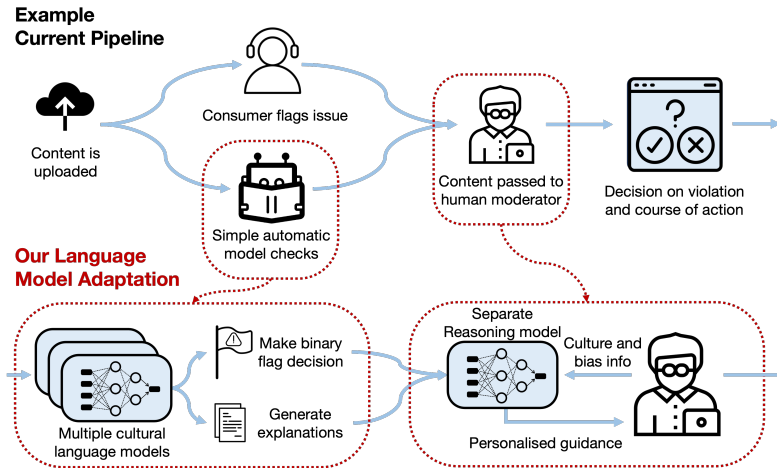 Example
Current Pipeline
Content is
uploaded
Consumer flags issue
Simple automatic
model checks
Content passed to
human moderator
Decision on violation
and course of action
Our Language
Model Adaptation
Multiple cultural
language models
Make binary
flag decision
Generate
explanations
Separate
Reasoning model
Culture and
bias info
Personalised guidance